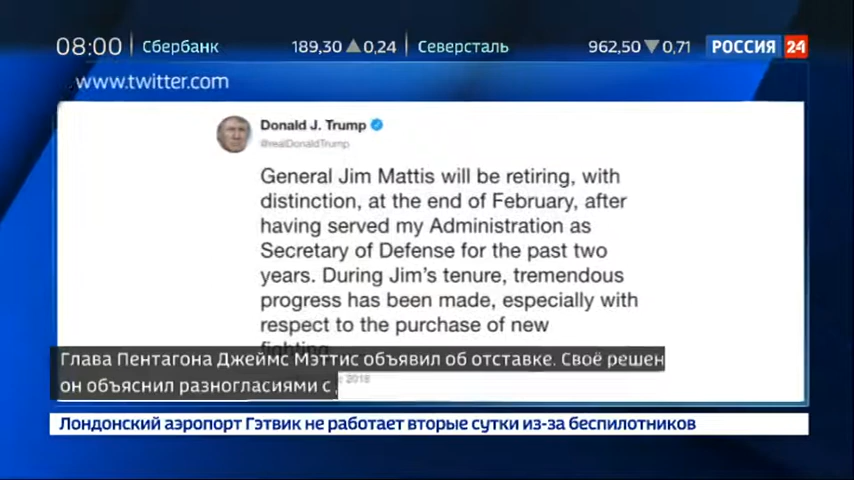 08:00 Сбербанк 189,30 ▲ 0,24 Северсталь 962,50 ▼ 0,71 РОССИЯ 24
www.twitter.com
Donald J. Trump
@realDonaldTrump
General Jim Mattis will be retiring, with
distinction, at the end of February, after
having served my Administration as
Secretary of Defense for the past two
years. During Jim's tenure, tremendous
progress has been made, especially with
respect to the purchase of new
fighting
Глава Пентагона Джеймс Мэттис объявил об отставке. Своё решен
он объяснил разногласиями с
2018
Лондонский аэропорт Гэтвик не работает вторые сутки из-за беспилотников